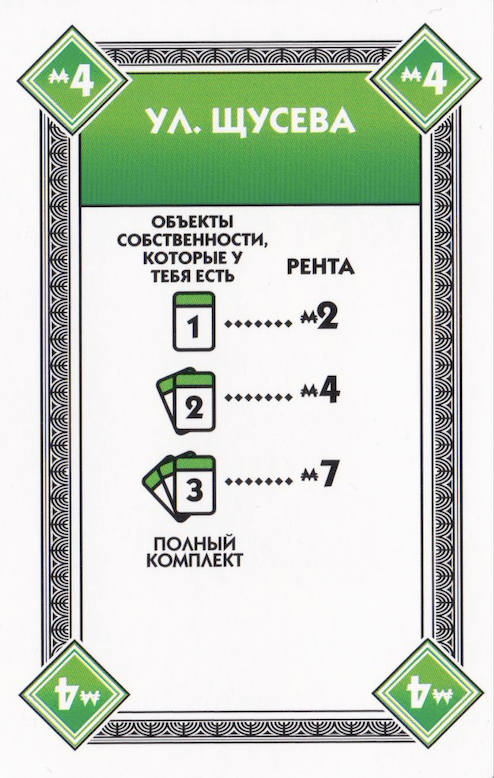 ₩4 ₩4
УЛ. ЩУСЕВА
ОБЪЕКТЫ
СОБСТВЕННОСТИ,
КОТОРЫЕ У
ТЕБЯ ЕСТЬ
РЕНТА
1 ....... ₩2
2 ....... ₩4
3 ....... ₩7
ПОЛНЫЙ
КОМПЛЕКТ
₩4 ₩4